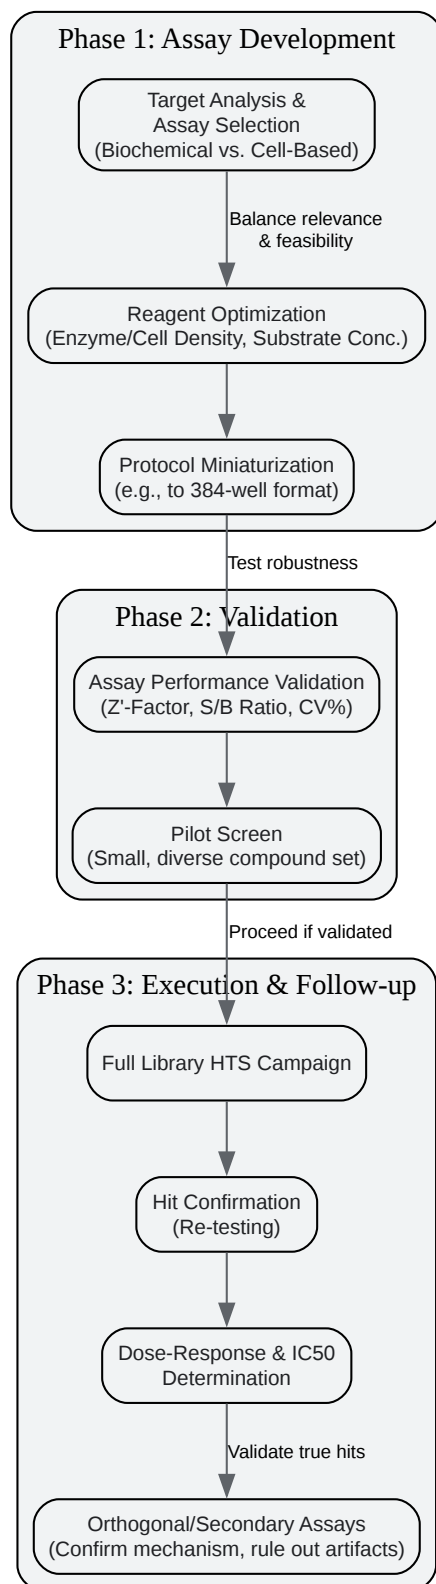 Phase 1: Assay Development
Target Analysis &
Assay Selection
(Biochemical vs. Cell-Based)
Balance relevance
& feasibility
Reagent Optimization
(Enzyme/Cell Density, Substrate Conc.)
Protocol Miniaturization
(e.g., to 384-well format)
Test robustness
Phase 2: Validation
Assay Performance Validation
(Z'-Factor, S/B Ratio, CV%)
Pilot Screen
(Small, diverse compound set)
Proceed if validated
Phase 3: Execution & Follow-up
Full Library HTS Campaign
Hit Confirmation
(Re-testing)
Dose-Response & IC50
Determination
Validate true hits
Orthogonal/Secondary Assays
(Confirm mechanism, rule out artifacts)